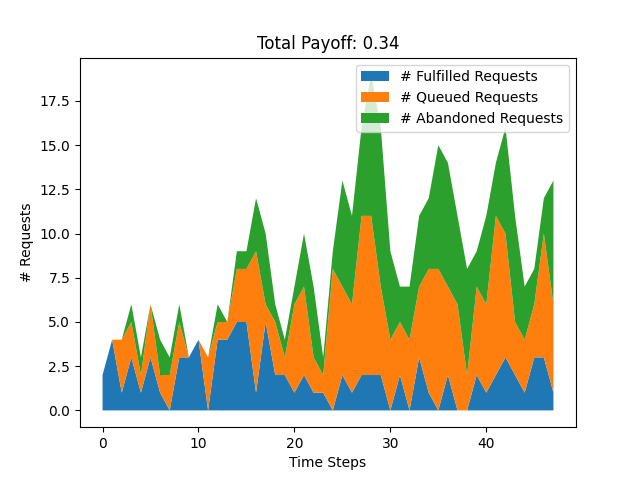 Total Payoff: 0.34
# Fulfilled Requests
# Queued Requests
# Abandoned Requests
17.5
15.0
12.5
10.0
7.5
5.0
2.5
0.0
# Requests
0 10 20 30 40
Time Steps